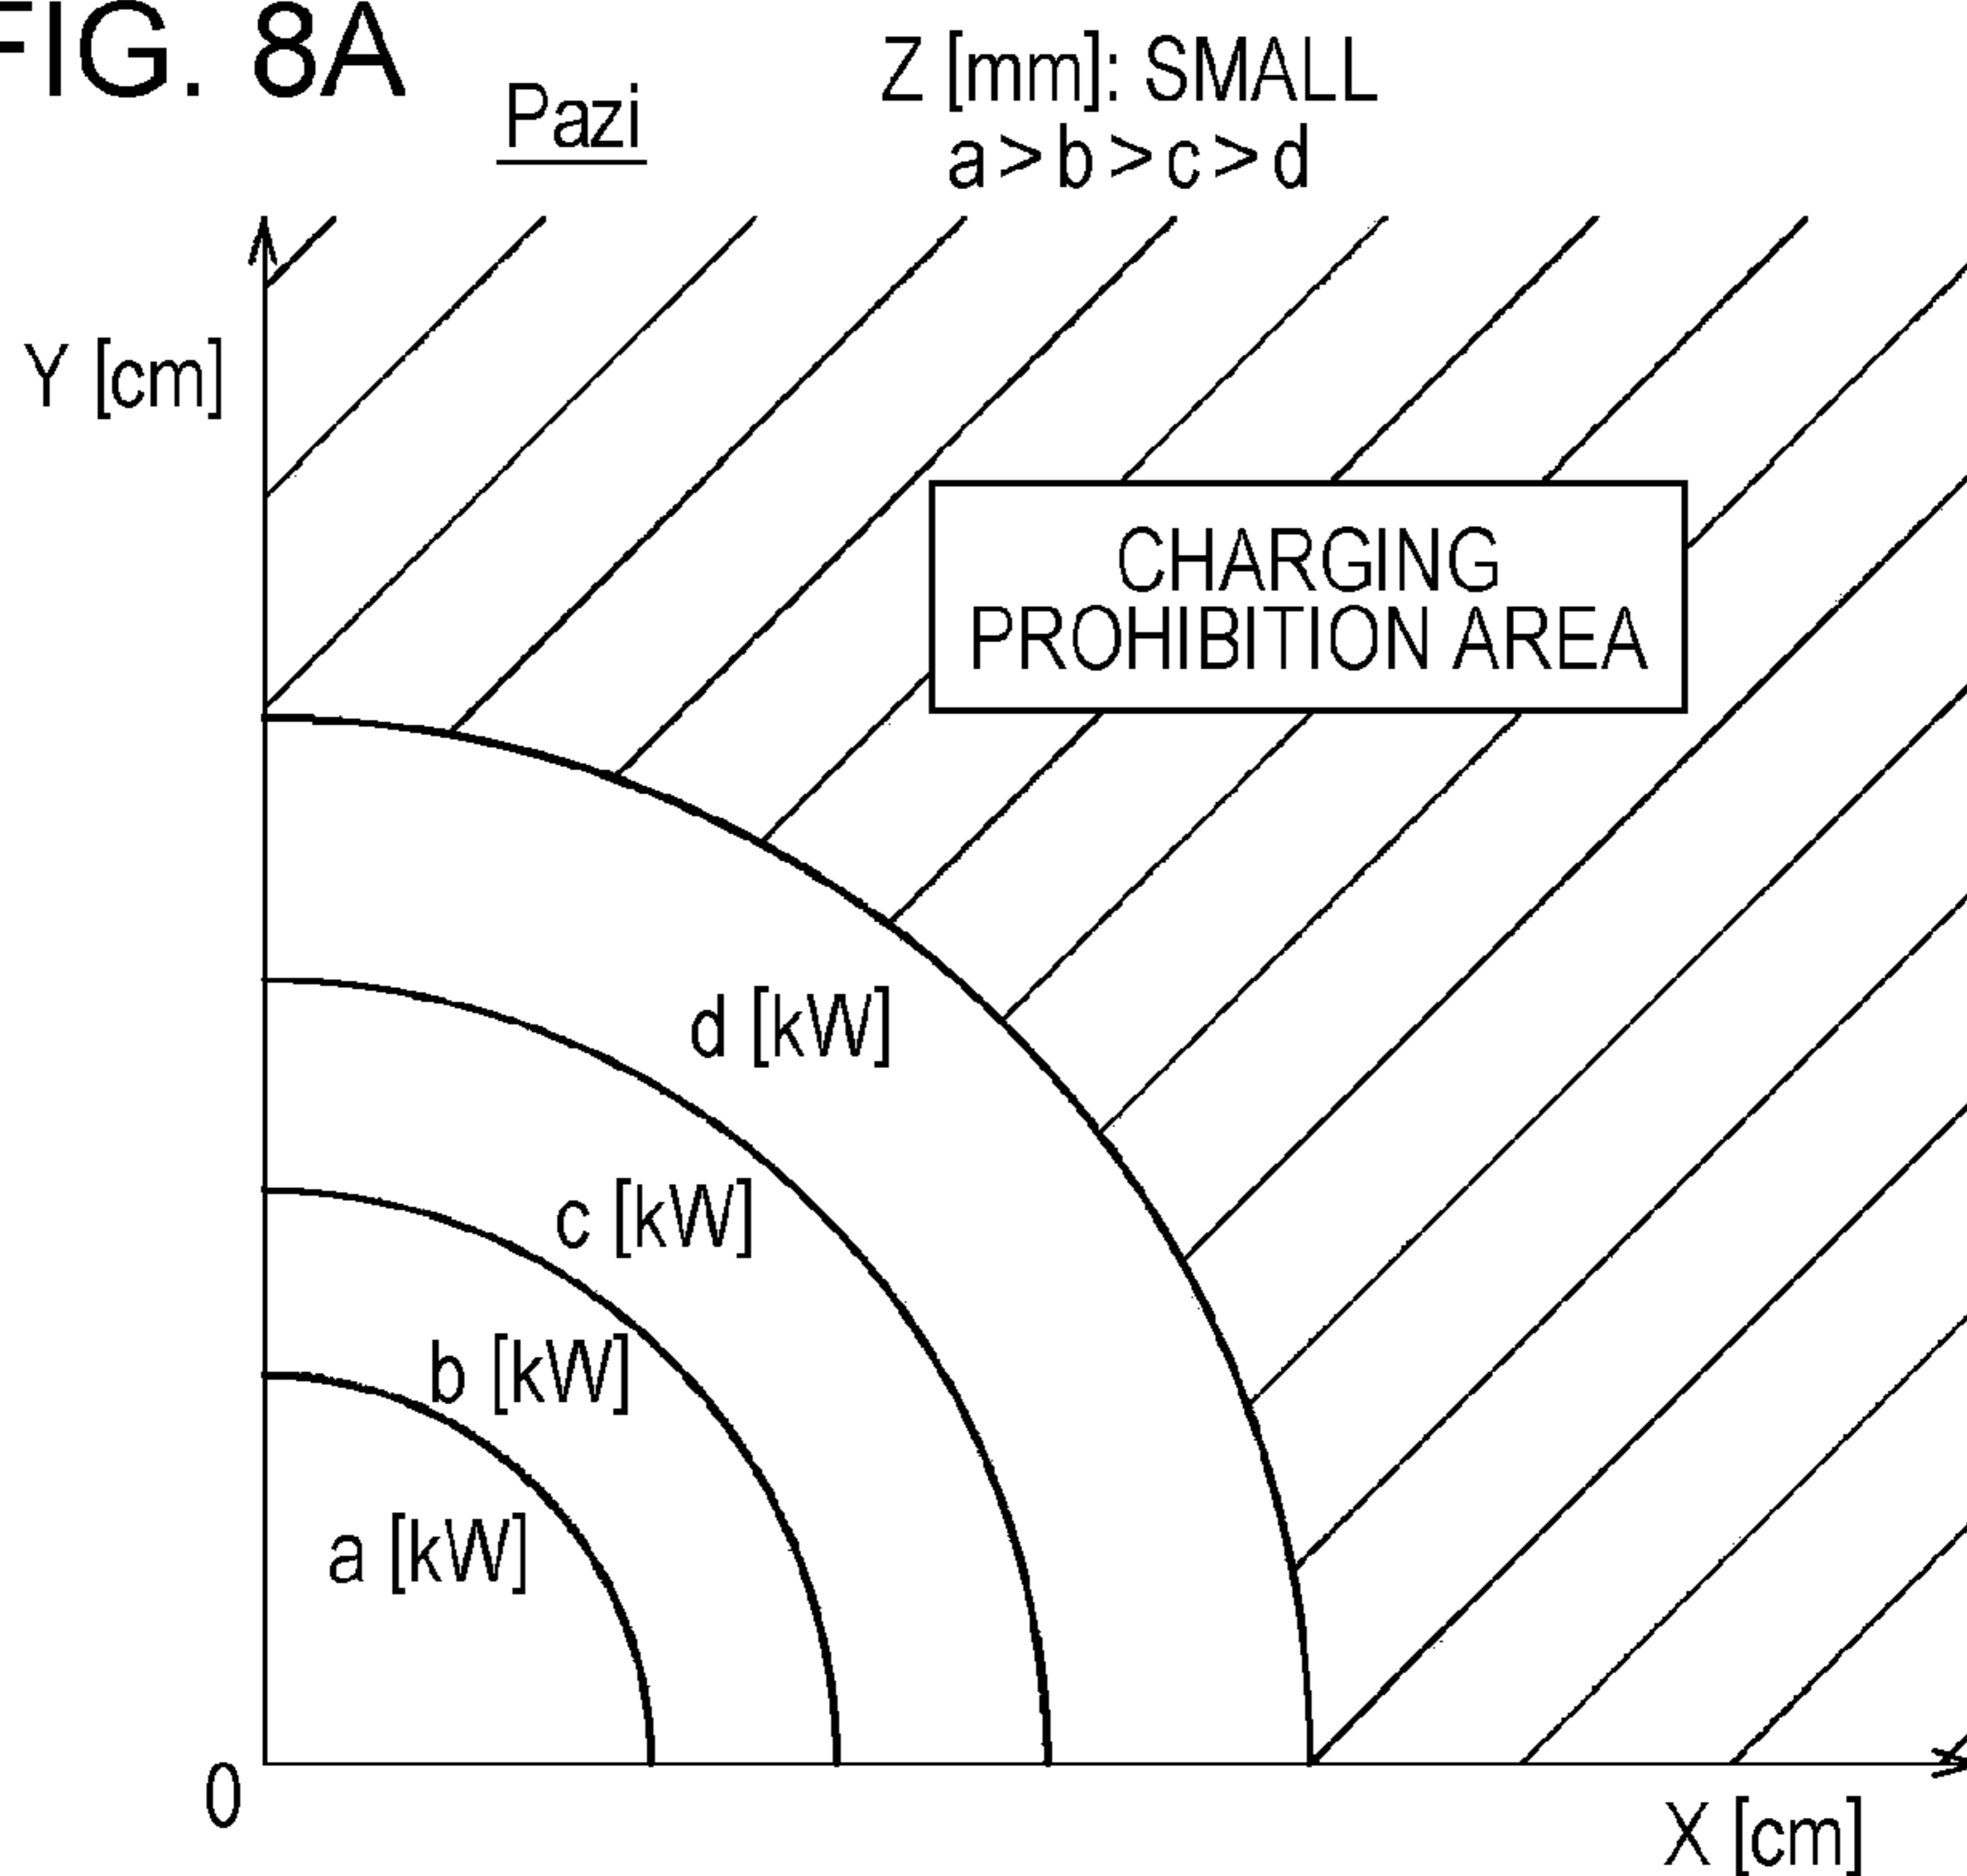 FIG. 8A
Pazi
Z [mm]: SMALL
a>b>c>d
Y [cm]
CHARGING
PROHIBITION AREA
d [kW]
c [kW]
b [kW]
a [kW]
0
X [cm]